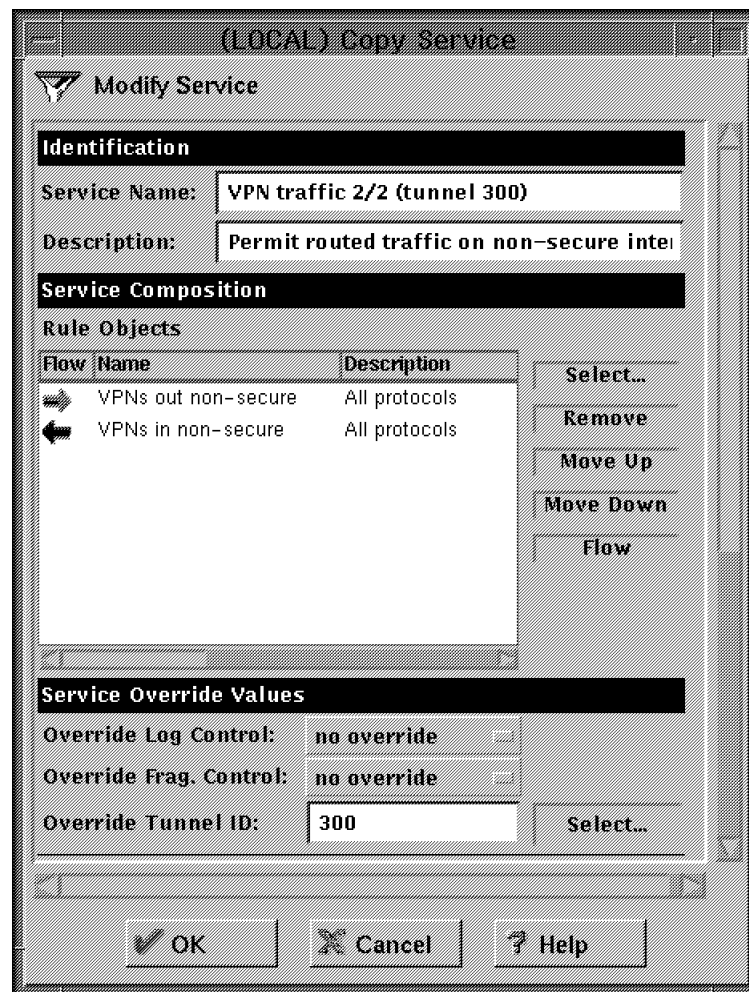 (LOCAL) Copy Service
Modify Service
Identification
Service Name: VPN traffic 2/2 (tunnel 300)
Description: Permit routed traffic on non-secure inter
Service Composition
Rule Objects
Flow Name Description
VPNs out non-secure All protocols
VPNs in non-secure All protocols
Select...
Remove
Move Up
Move Down
Flow
Service Override Values
Override Log Control: no override
Override Frag. Control: no override
Override Tunnel ID: 300 Select...
OK Cancel Help